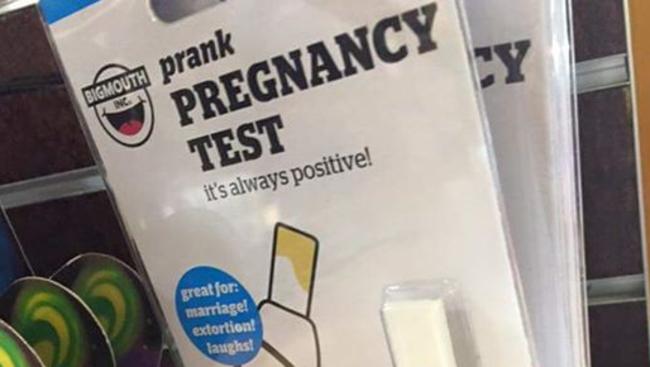 BIGMOUTH
INC.
prank
PREGNANCY
TEST
it's always positive!
great for:
marriage!
extortion!
laughs!
CY